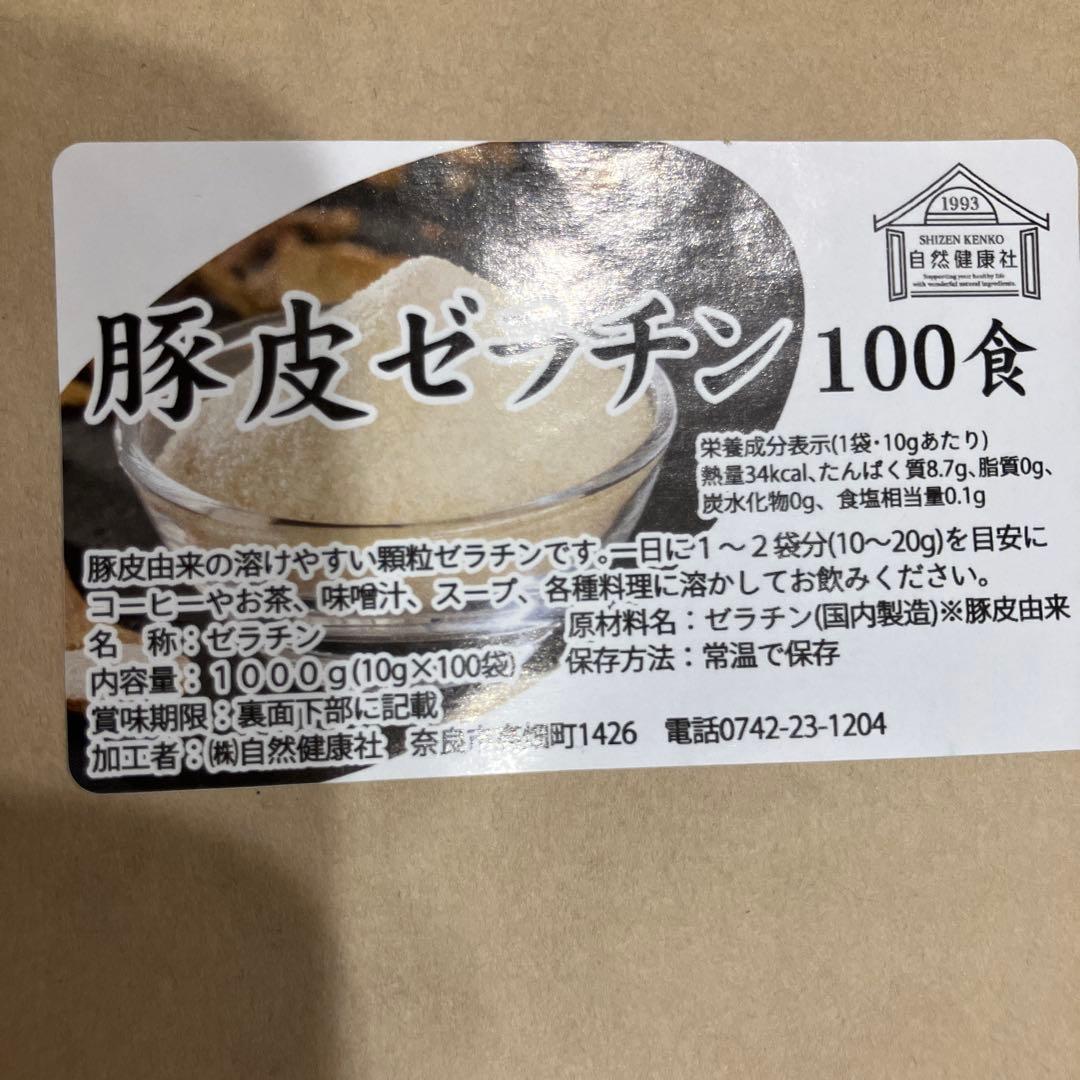 1993
SHIZEN KENKO
自然健康社
Supporting your healthy life
with wonderful natural ingredients.
豚皮ゼラチン 100食
栄養成分表示(1袋・10gあたり)
熱量34kcal、たんぱく質8.7g、脂質0g、
炭水化物0g、食塩相当量0.1g
豚皮由来の溶けやすい顆粒ゼラチンです。一日に1～2袋分(10～20g)を目安に
コーヒーやお茶、味噌汁、スープ、各種料理に溶かしてお飲みください。
名　称：ゼラチン
原材料名：ゼラチン(国内製造)※豚皮由来
内容量：1000g(10g×100袋)
保存方法：常温で保存
賞味期限：裏面下部に記載
加工者：㈱自然健康社　奈良市高畑町1426　電話0742-23-1204